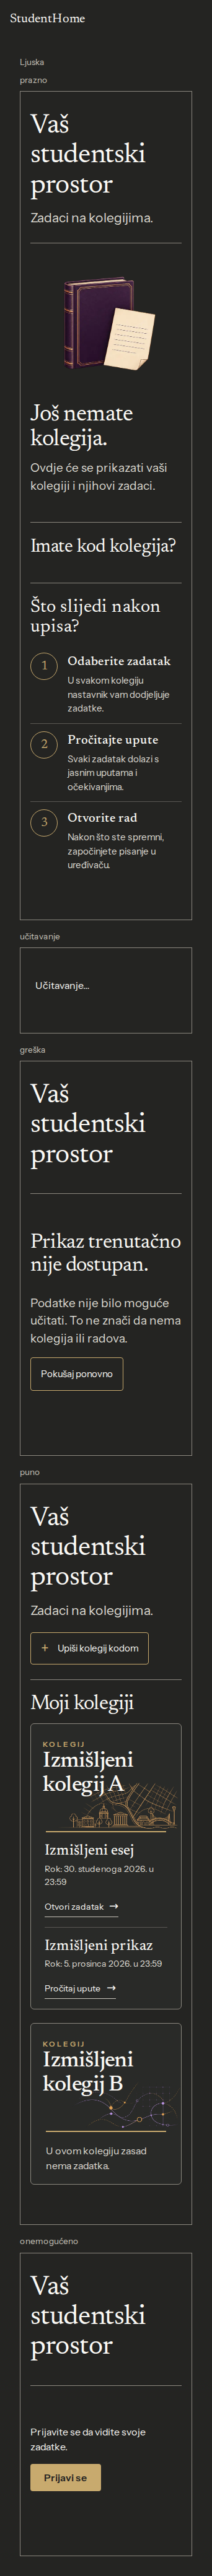 StudentHome
Ljuska
prazno
Vaš
studentski
prostor
Zadaci na kolegijima.
Još nemate
kolegija.
Ovdje će se prikazati vaši
kolegiji i njihovi zadaci.
Imate kod kolegija?
Što slijedi nakon
upisa?
1
Odaberite zadatak
U svakom kolegiju
nastavnik vam dodjeljuje
zadatke.
2
Pročitajte upute
Svaki zadatak dolazi s
jasnim uputama i
očekivanjima.
3
Otvorite rad
Nakon što ste spremni,
započinjete pisanje u
uređivaču.
učitavanje
Učitavanje…
greška
Vaš
studentski
prostor
Prikaz trenutačno
nije dostupan.
Podatke nije bilo moguće
učitati. To ne znači da nema
kolegija ili radova.
Pokušaj ponovno
puno
Vaš
studentski
prostor
Zadaci na kolegijima.
+ Upiši kolegij kodom
Moji kolegiji
KOLEGIJ
Izmišljeni
kolegij A
Izmišljeni esej
Rok: 30. studenoga 2026. u
23:59
Otvori zadatak →
Izmišljeni prikaz
Rok: 5. prosinca 2026. u 23:59
Pročitaj upute →
KOLEGIJ
Izmišljeni
kolegij B
U ovom kolegiju zasad
nema zadataka.
onemogućeno
Vaš
studentski
prostor
Prijavite se da vidite svoje
zadatke.
Prijavi se